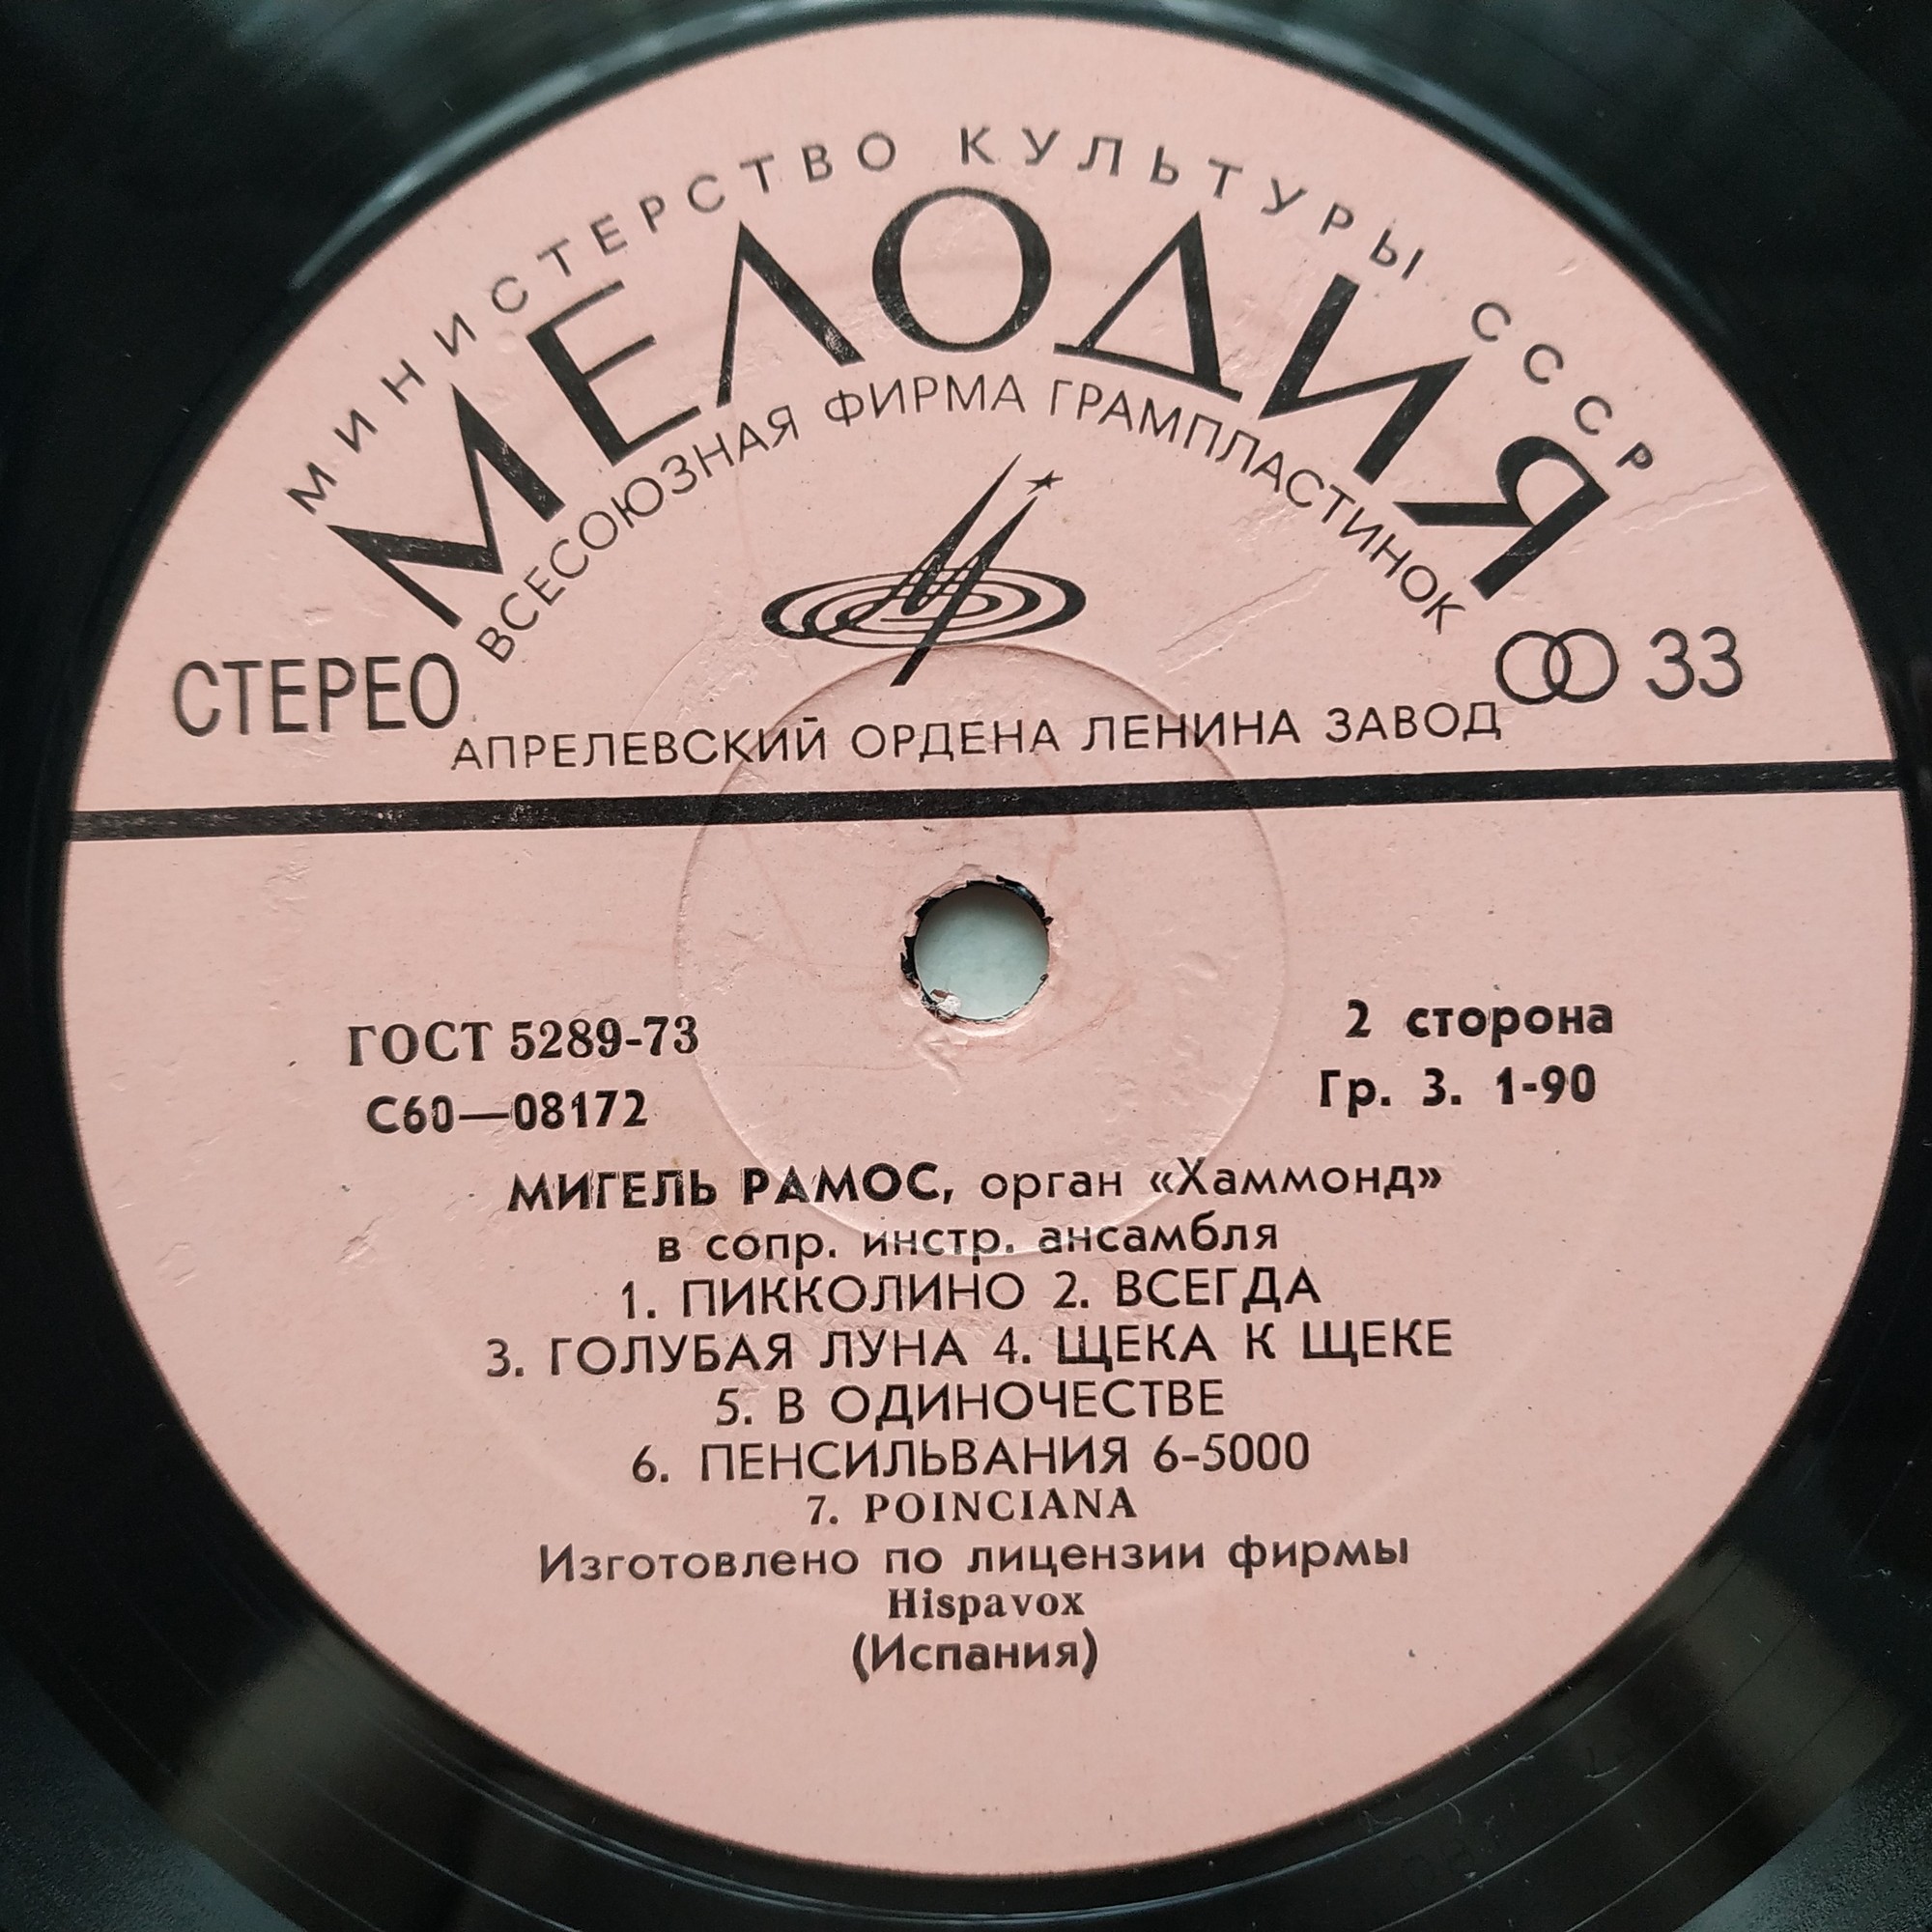 МИНИСТЕРСТВО КУЛЬТУРЫ СССР
МЕЛОДИЯ
ВСЕСОЮЗНАЯ ФИРМА ГРАМПЛАСТИНОК
СТЕРЕО
33
АПРЕЛЕВСКИЙ ОРДЕНА ЛЕНИНА ЗАВОД
ГОСТ 5289-73
2 сторона
С60—08172
Гр. 3. 1-90
МИГЕЛЬ РАМОС, орган «Хаммонд»
в сопр. инстр. ансамбля
1. ПИККОЛИНО 2. ВСЕГДА
3. ГОЛУБАЯ ЛУНА 4. ЩЕКА К ЩЕКЕ
5. В ОДИНОЧЕСТВЕ
6. ПЕНСИЛЬВАНИЯ 6-5000
7. POINCIANA
Изготовлено по лицензии фирмы
Hispavox
(Испания)